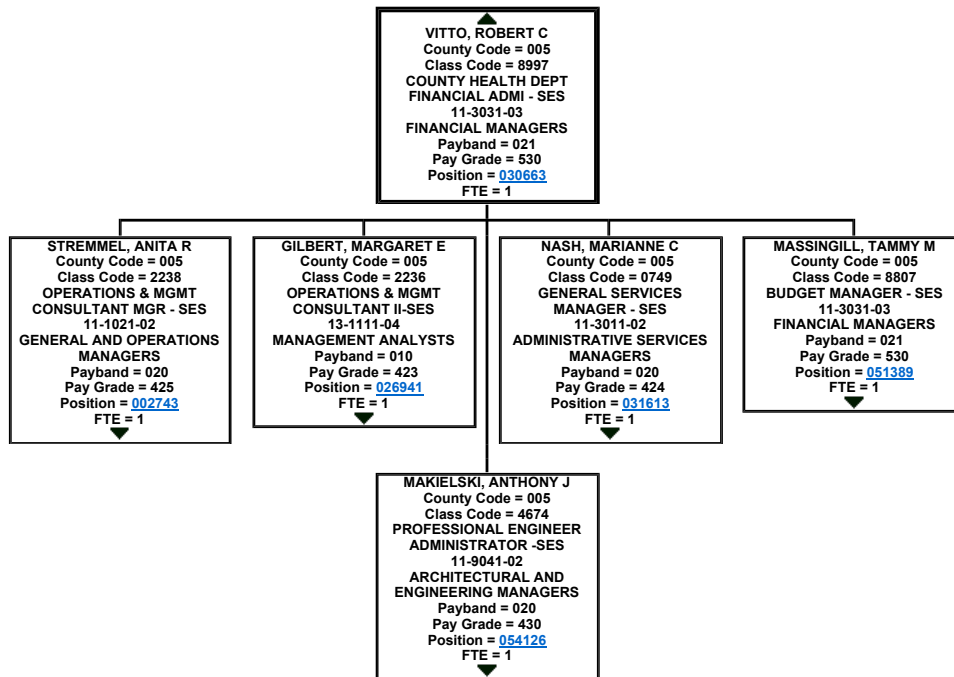 VITTO, ROBERT C
County Code = 005
Class Code = 8997
COUNTY HEALTH DEPT
FINANCIAL ADMI - SES
11-3031-03
FINANCIAL MANAGERS
Payband = 021
Pay Grade = 530
Position = 030663
FTE = 1
STREMMEL, ANITA R
County Code = 005
Class Code = 2238
OPERATIONS & MGMT
CONSULTANT MGR - SES
11-1021-02
GENERAL AND OPERATIONS
MANAGERS
Payband = 020
Pay Grade = 425
Position = 002743
FTE = 1
GILBERT, MARGARET E
County Code = 005
Class Code = 2236
OPERATIONS & MGMT
CONSULTANT II-SES
13-1111-04
MANAGEMENT ANALYSTS
Payband = 010
Pay Grade = 423
Position = 026941
FTE = 1
NASH, MARIANNE C
County Code = 005
Class Code = 0749
GENERAL SERVICES
MANAGER - SES
11-3011-02
ADMINISTRATIVE SERVICES
MANAGERS
Payband = 020
Pay Grade = 424
Position = 031613
FTE = 1
MASSINGILL, TAMMY M
County Code = 005
Class Code = 8807
BUDGET MANAGER - SES
11-3031-03
FINANCIAL MANAGERS
Payband = 021
Pay Grade = 530
Position = 051389
FTE = 1
MAKIELSKI, ANTHONY J
County Code = 005
Class Code = 4674
PROFESSIONAL ENGINEER
ADMINISTRATOR -SES
11-9041-02
ARCHITECTURAL AND
ENGINEERING MANAGERS
Payband = 020
Pay Grade = 430
Position = 054126
FTE = 1